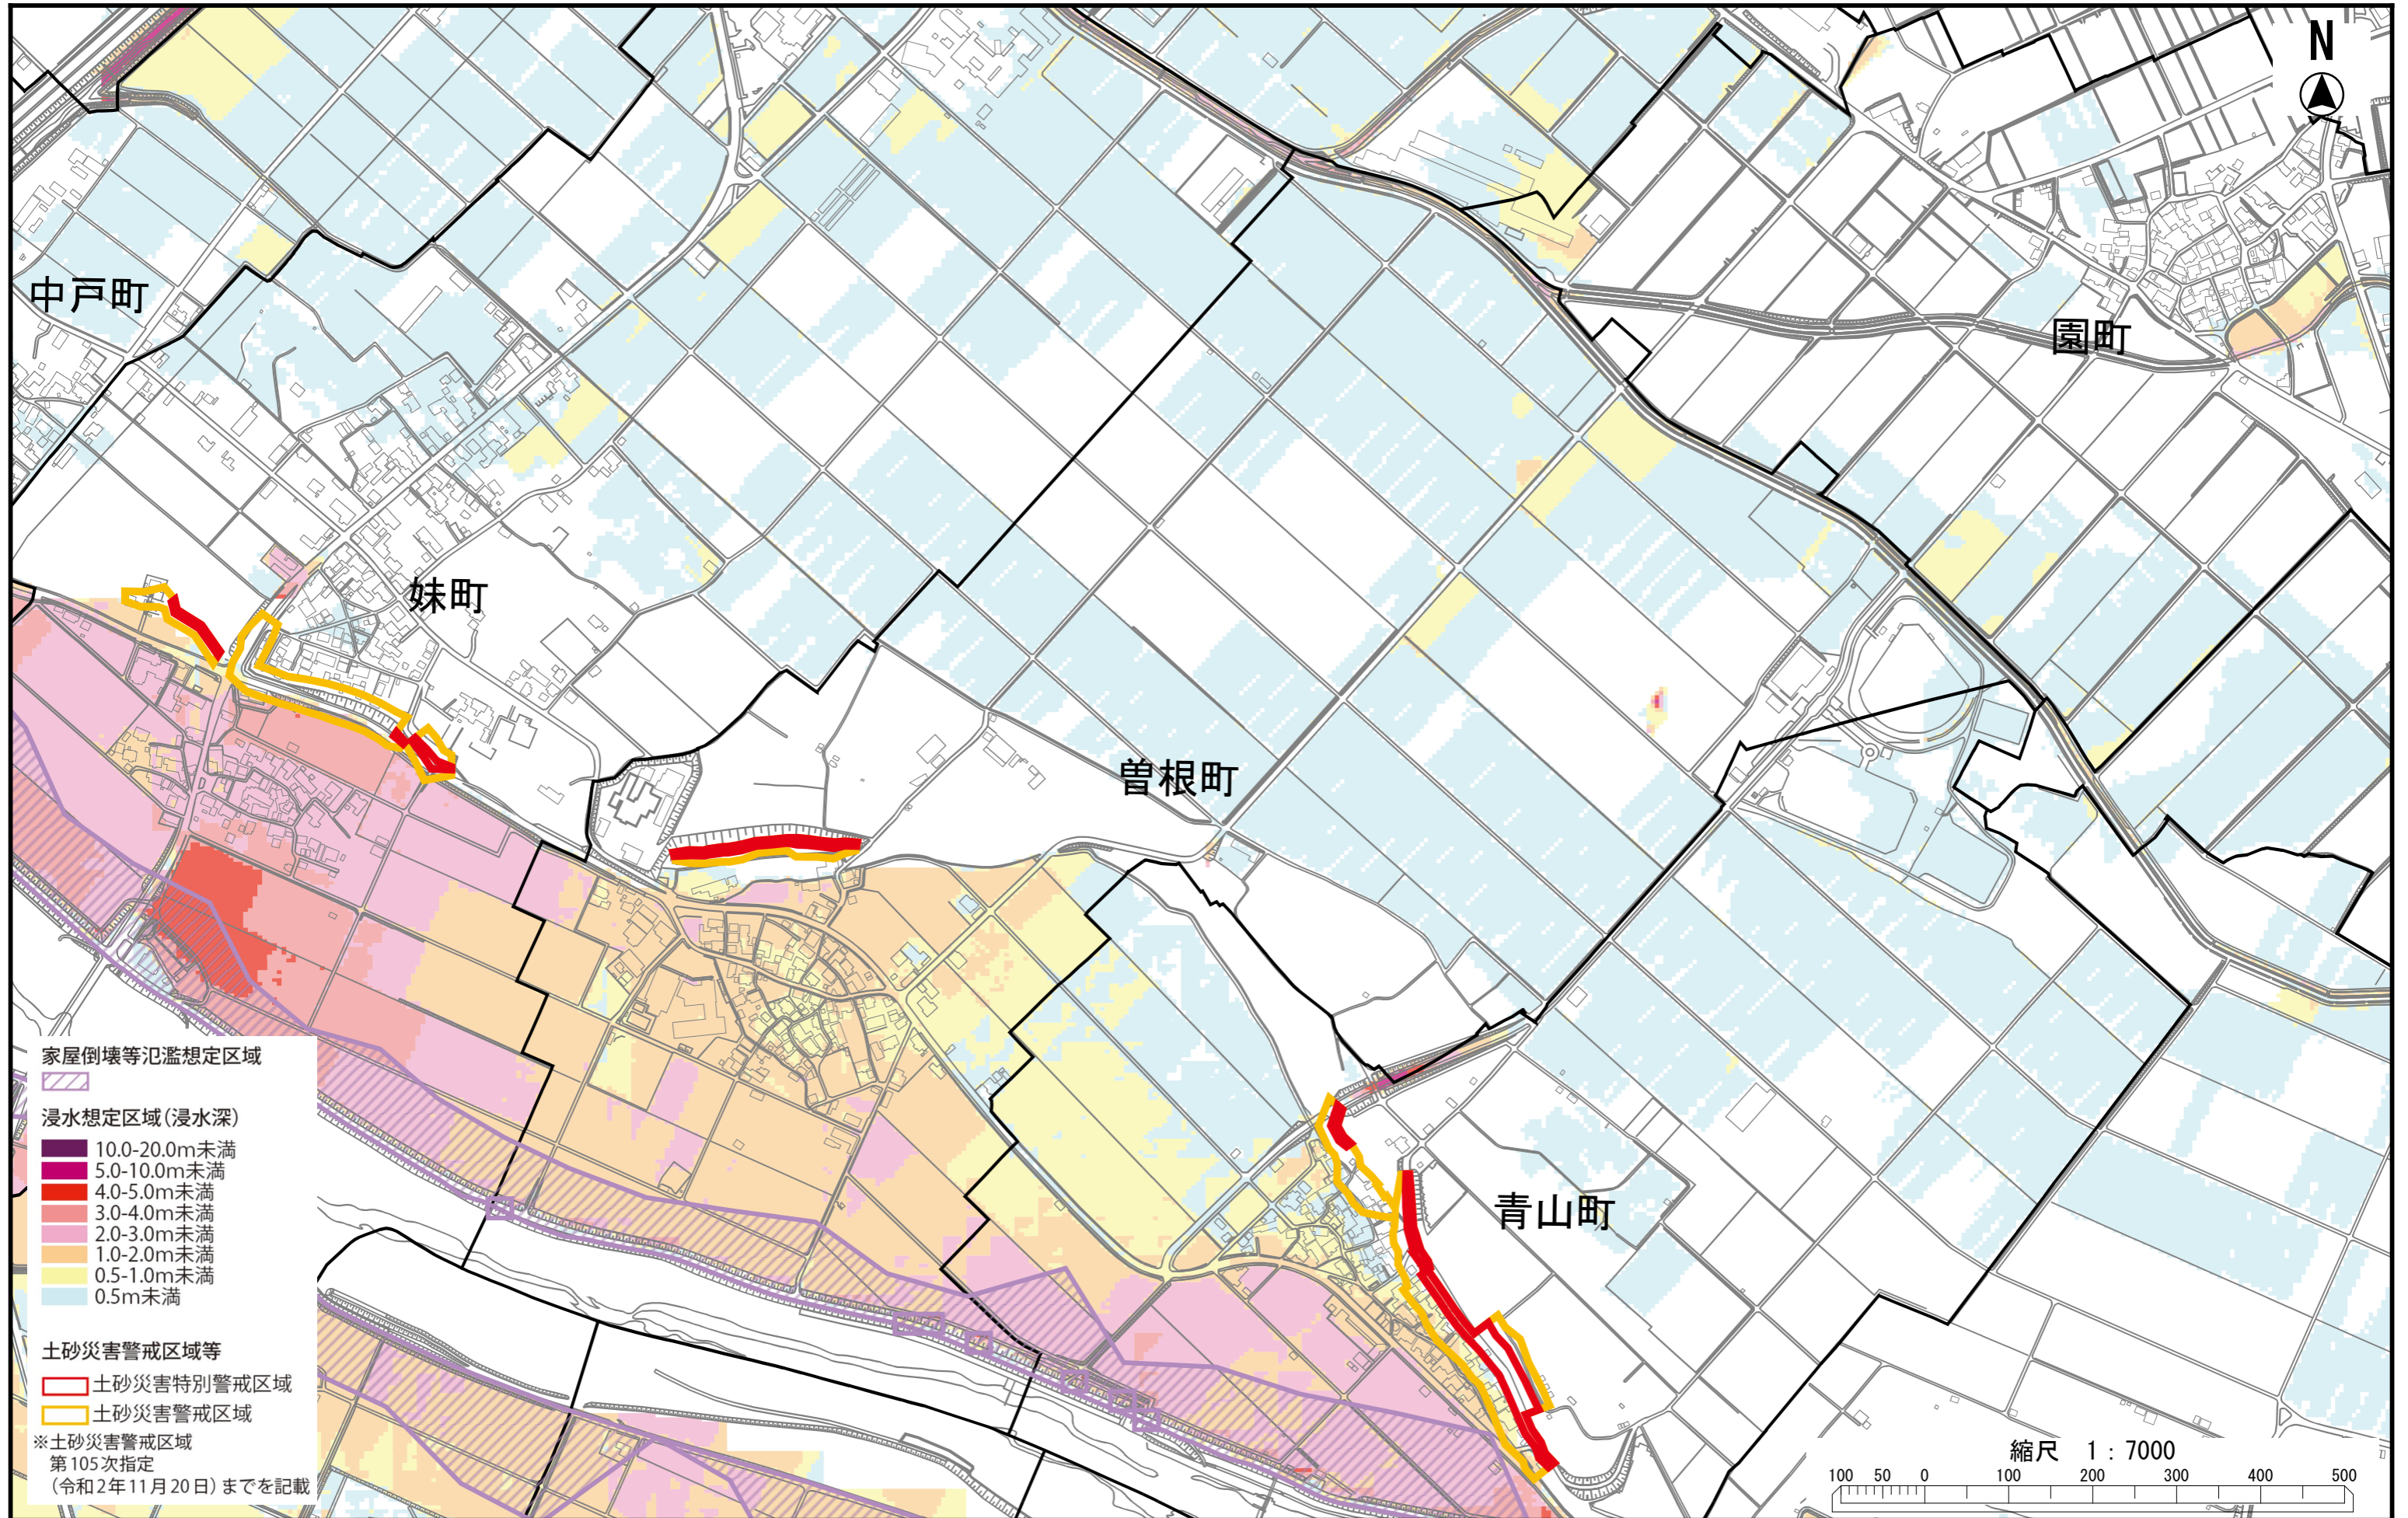 N
中戸町
園町
妹町
曽根町
青山町
家屋倒壊等氾濫想定区域
浸水想定区域(浸水深)
10.0-20.0m未満
5.0-10.0m未満
4.0-5.0m未満
3.0-4.0m未満
2.0-3.0m未満
1.0-2.0m未満
0.5-1.0m未満
0.5m未満
土砂災害警戒区域等
土砂災害特別警戒区域
土砂災害警戒区域
※土砂災害警戒区域
第105次指定
(令和2年11月20日)までを記載
縮尺 1:7000
100 50 0 100 200 300 400 500